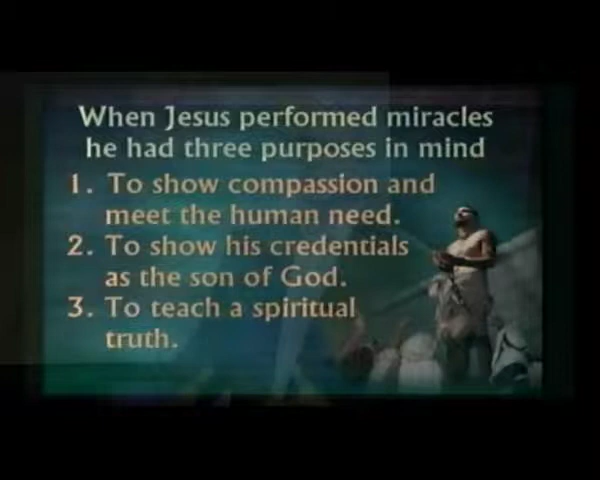 When Jesus performed miracles
he had three purposes in mind
1. To show compassion and
meet the human need.
2. To show his credentials
as the son of God.
3. To teach a spiritual
truth.